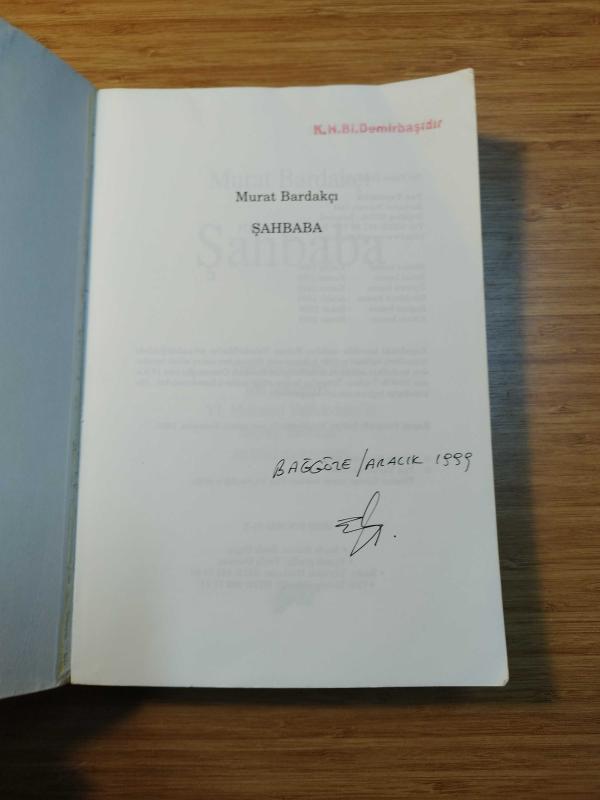 K.H.Bl.Demirbaşıdır
Murat Bardakçı
ŞAHBABA
BAĞGÖZE/ARALIK 1999